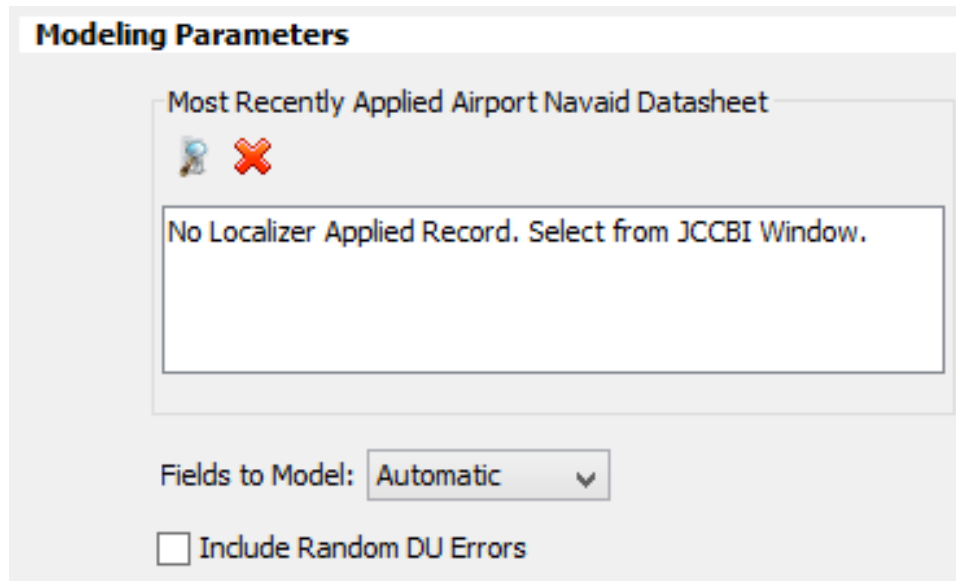 Modeling Parameters
Most Recently Applied Airport Navaid Datasheet
No Localizer Applied Record. Select from JCCBI Window.
Fields to Model: Automatic
Include Random DU Errors